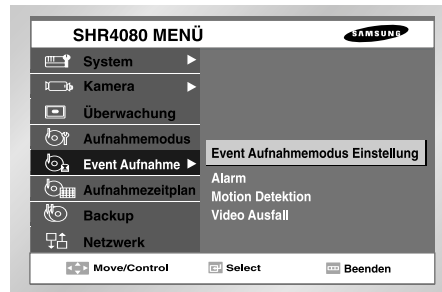 SHR4080 MENÜ
SAMSUNG
System
Kamera
Überwachung
Aufnahmemodus
Event Aufnahme
Aufnahmezeitplan
Backup
Netzwerk
Event Aufnahmemodus Einstellung
Alarm
Motion Detektion
Video Ausfall
Move/Control
Select
Beenden